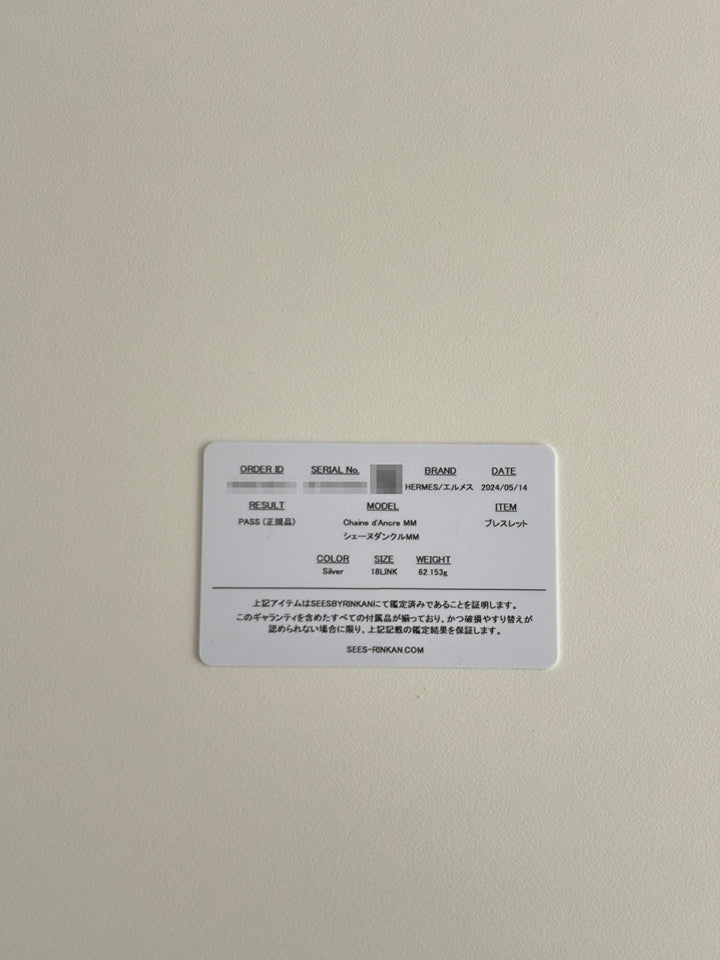 ORDER ID SERIAL No. BRAND DATE
HERMES/エルメス 2024/05/14
RESULT MODEL ITEM
PASS (正規品) Chaine d'Ancre MM ブレスレット
シェーヌダンクルMM
COLOR SIZE WEIGHT
Silver 18LINK 62.153g
上記アイテムはSEESBYRINKANにて鑑定済みであることを証明します。
このギャランティを含めたすべての付属品が揃っており、かつ破損やすり替えが
認められない場合に限り、上記記載の鑑定結果を保証します。
SEES-RINKAN.COM